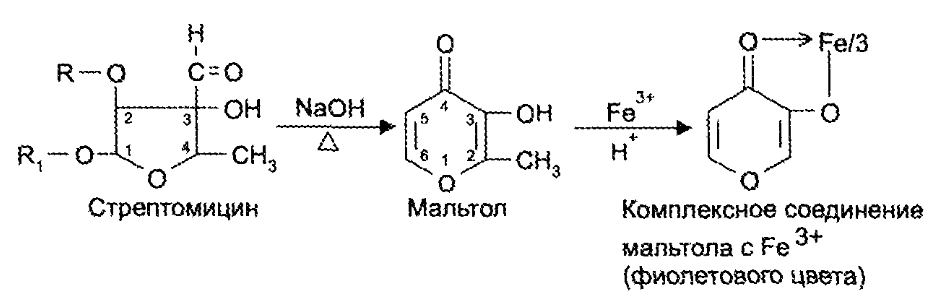 H
O
R–O
C=O
O→Fe/3
OH
NaOH
4
OH
Fe³⁺
O
2
3
5
3
△
H⁺
R₁
O
1
4
CH₃
6
1
2
CH₃
O
O
O
Стрептомицин
Мальтол
Комплексное соединение
мальтола с Fe³⁺
(фиолетового цвета)